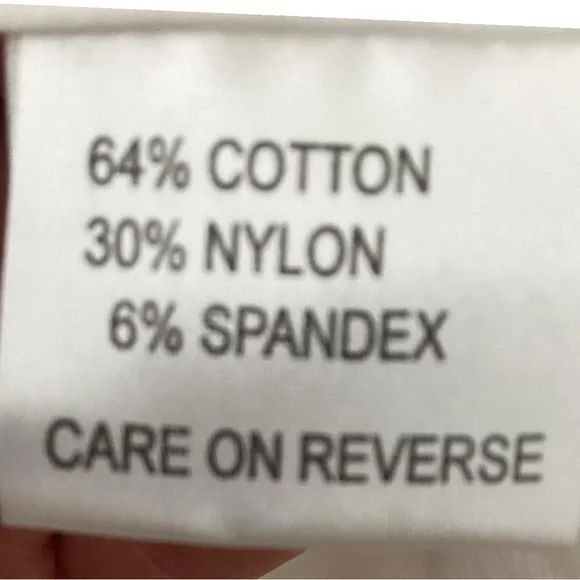 64% COTTON
30% NYLON
6% SPANDEX
CARE ON REVERSE